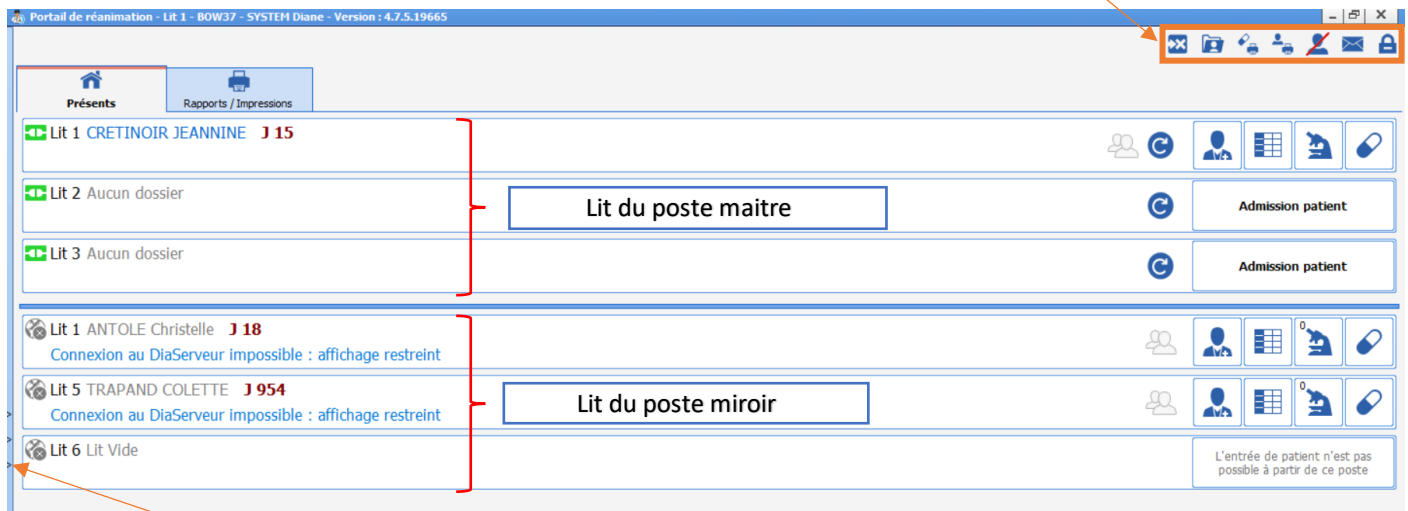 Portail de réanimation - Lit 1 - BOW37 - SYSTEM Diane - Version : 4.7.5.19665
Présents
Rapports / Impressions
Lit 1 CRETINOIR JEANNINE J 15
Lit 2 Aucun dossier
Lit du poste maitre
Admission patient
Lit 3 Aucun dossier
Admission patient
Lit 1 ANTOLE Christelle J 18
0
Connexion au DiaServeur impossible : affichage restreint
Lit 5 TRAPAND COLETTE J 954
0
Lit du poste miroir
Connexion au DiaServeur impossible : affichage restreint
Lit 6 Lit Vide
L'entrée de patient n'est pas
possible à partir de ce poste